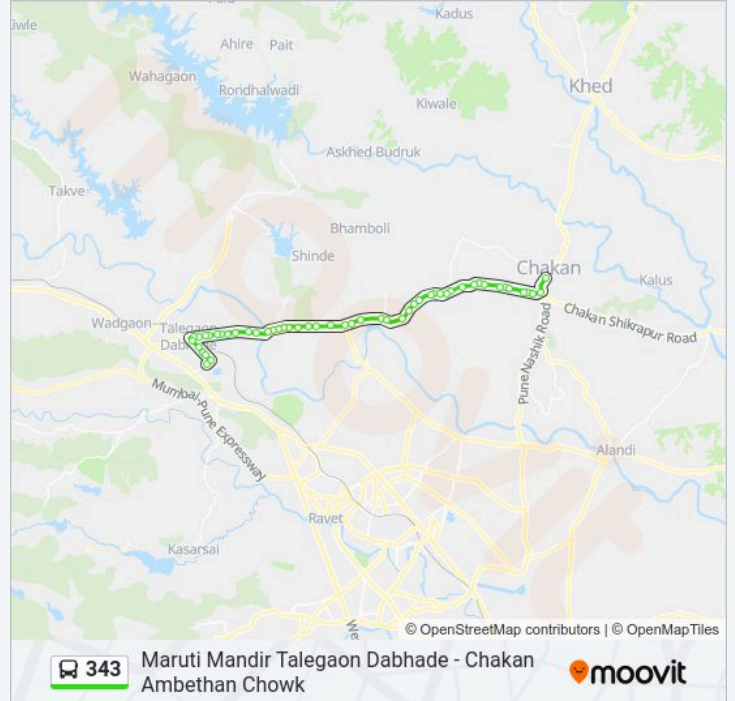 Kadus
Ahire Pait
Wahagaon
Rondhalwadi
Khed
Kiwale
Askhed Budruk
Takve
Bhamboli
Shinde
Chakan
Kalus
Wadgaon
Chakan Shikrapur Road
Pune Nashik Road
Mumbai-Pune Expressway
Alandi
Ravet
Kasarsai
We
moovit
© OpenStreetMap contributors | © OpenMapTiles
343
Maruti Mandir Talegaon Dabhade - Chakan
Ambethan Chowk
moovit